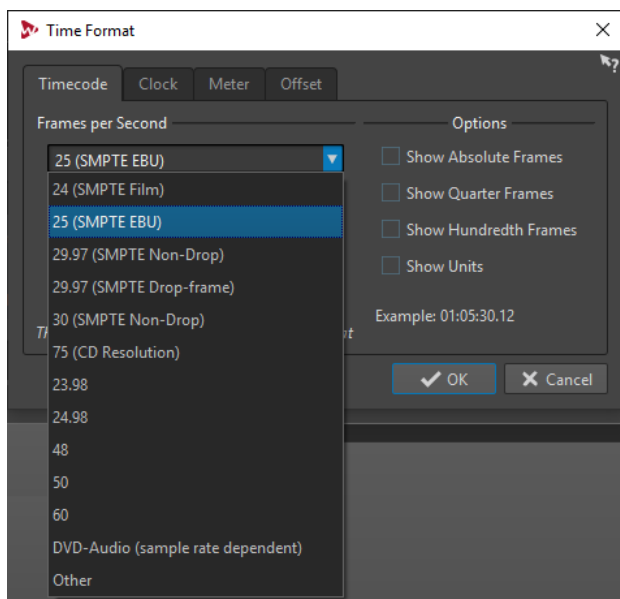 Time Format
Timecode Clock Meter Offset
Frames per Second
25 (SMPTE EBU)
24 (SMPTE Film)
25 (SMPTE EBU)
29.97 (SMPTE Non-Drop)
29.97 (SMPTE Drop-frame)
30 (SMPTE Non-Drop)
75 (CD Resolution)
23.98
24.98
48
50
60
DVD-Audio (sample rate dependent)
Other
Options
Show Absolute Frames
Show Quarter Frames
Show Hundredth Frames
Show Units
Example: 01:05:30.12
OK
Cancel